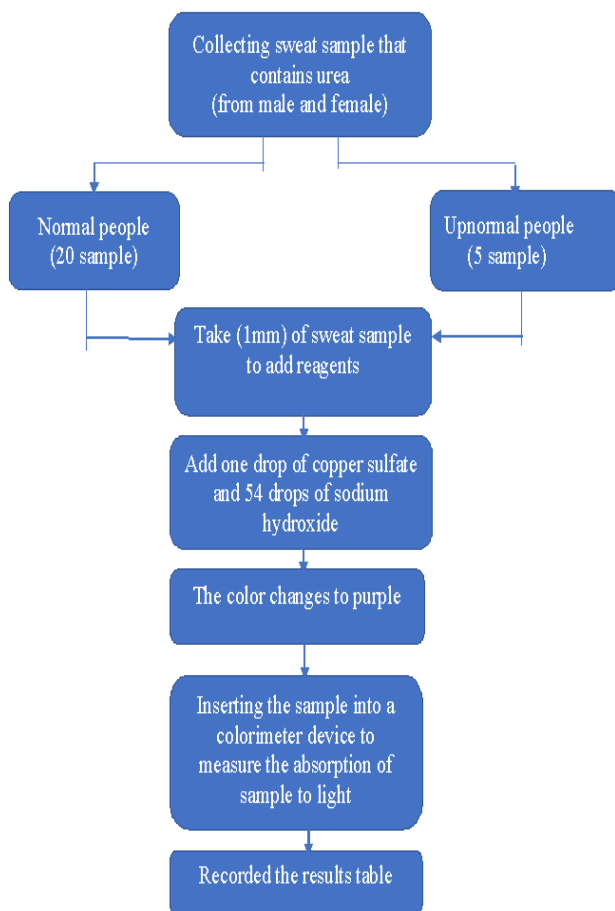 Collecting sweat sample that
contains urea
(from male and female)
Normal people
(20 sample)
Upnormal people
(5 sample)
Take (1mm) of sweat sample
to add reagents
Add one drop of copper sulfate
and 54 drops of sodium
hydroxide
The color changes to purple
Inserting the sample into a
colorimeter device to
measure the absorption of
sample to light
Recorded the results table